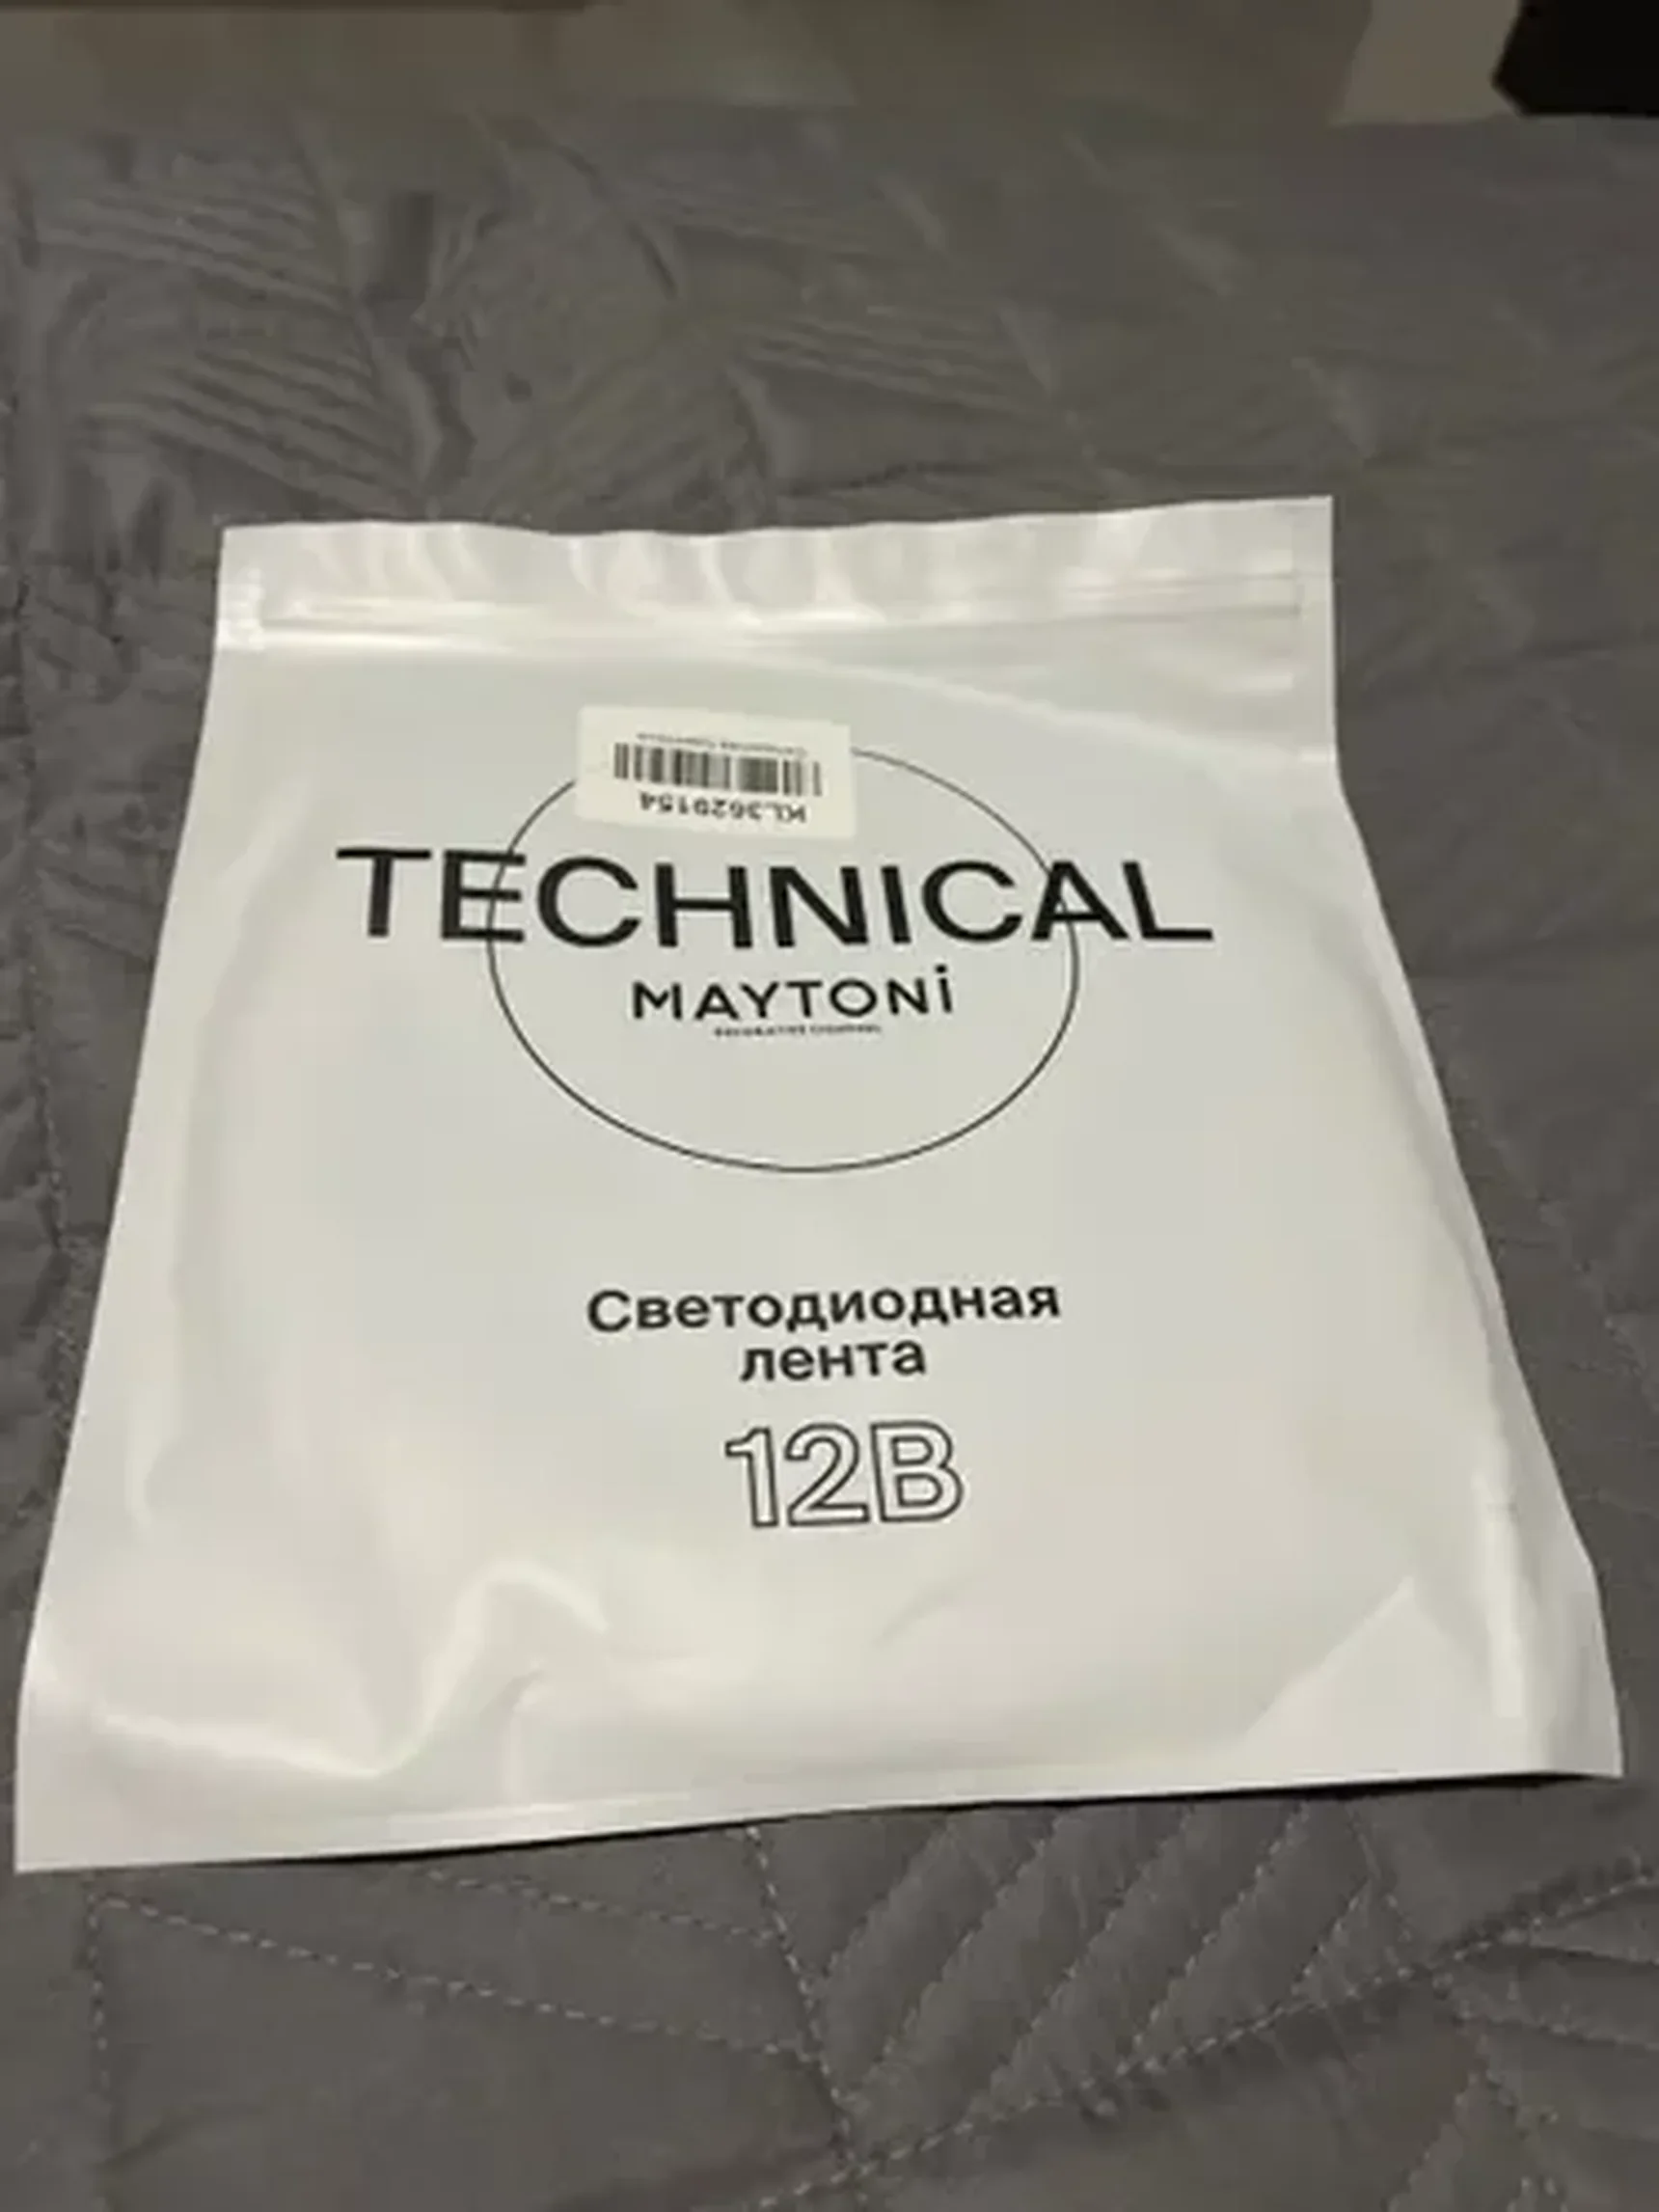 KL3629154
TECHNICAL
MAYTONi
Светодиодная
лента
12В